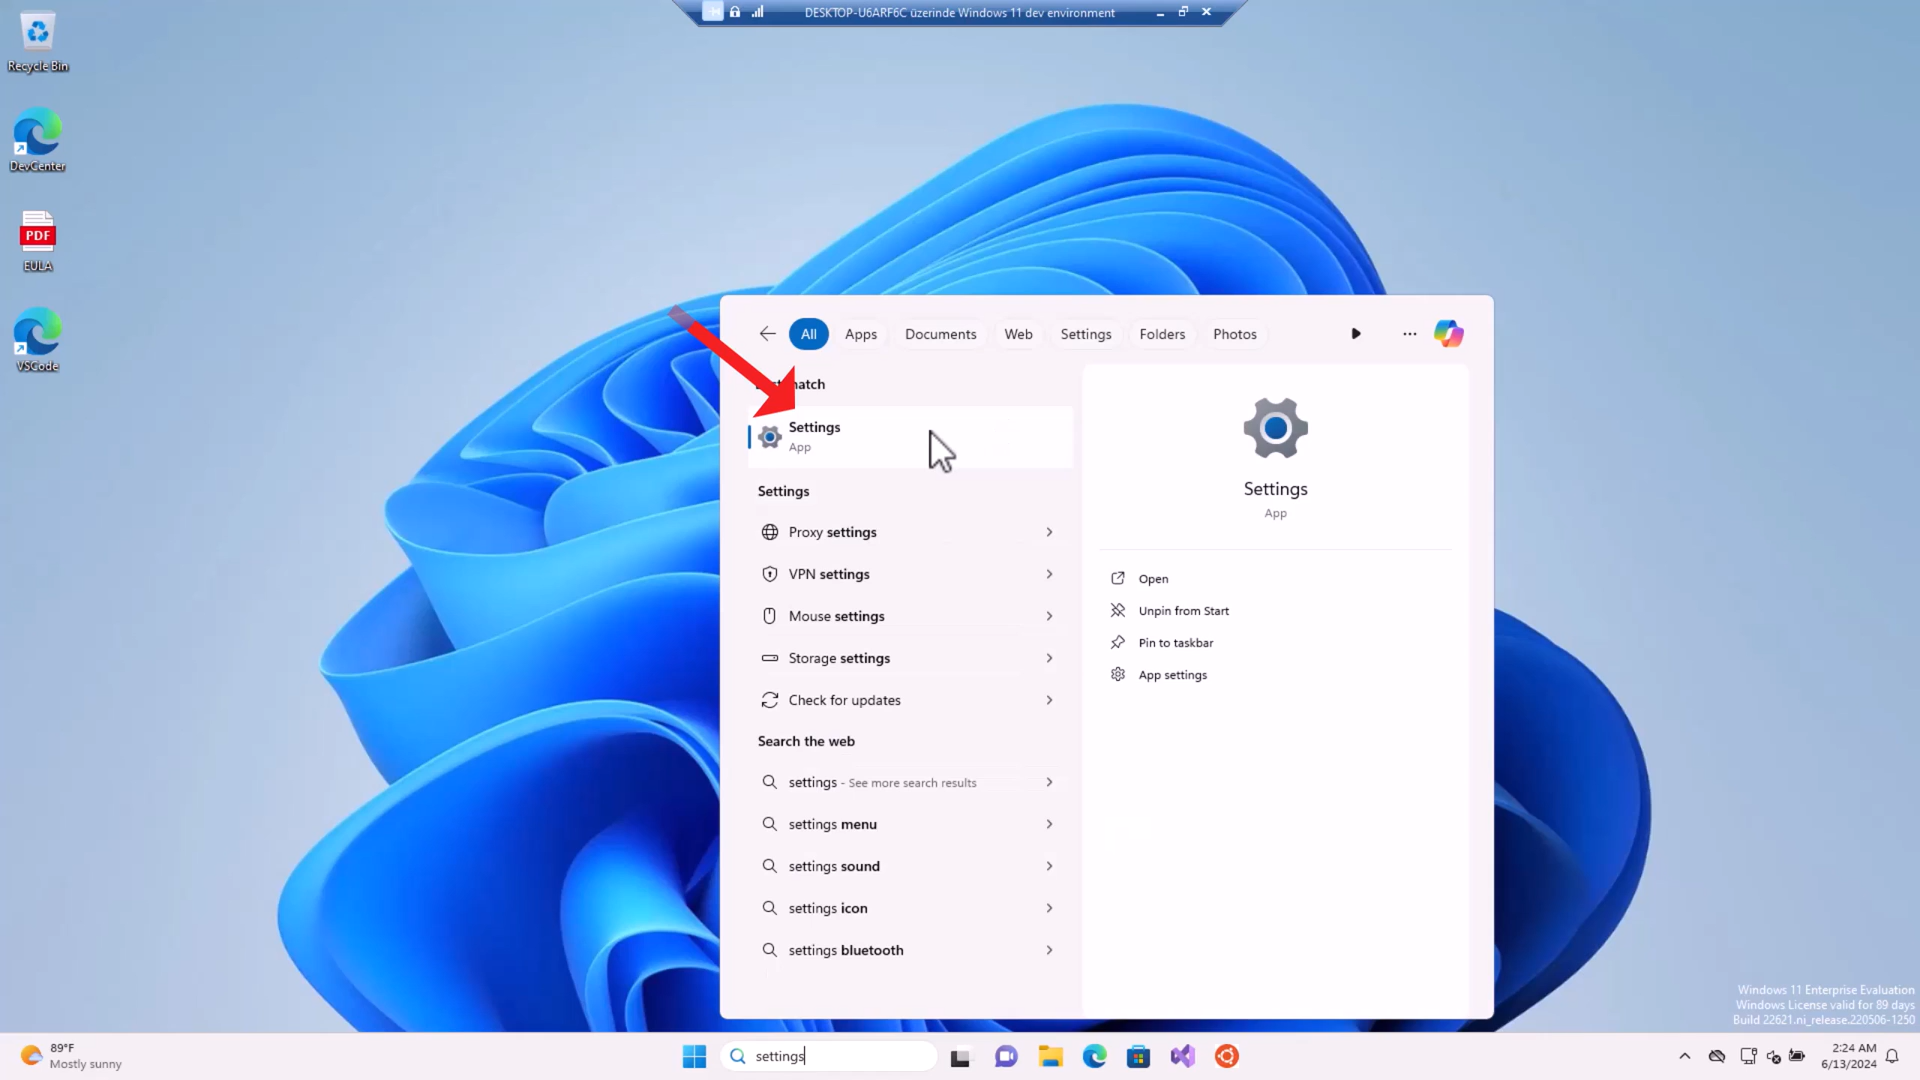 DESKTOP-U6ARF6C üzerinde Windows 11 dev environment
Recycle Bin
DevCenter
PDF
EULA
VSCode
All
Apps
Documents
Web
Settings
Folders
Photos
match
Settings
App
Settings
Proxy settings
VPN settings
Mouse settings
Storage settings
Check for updates
Search the web
settings - See more search results
settings menu
settings sound
settings icon
settings bluetooth
Settings
App
Open
Unpin from Start
Pin to taskbar
App settings
Windows 11 Enterprise Evaluation
Windows License valid for 89 days
Build 22621.ni_release.220506-1250
89°F
Mostly sunny
settings
2:24 AM
6/13/2024